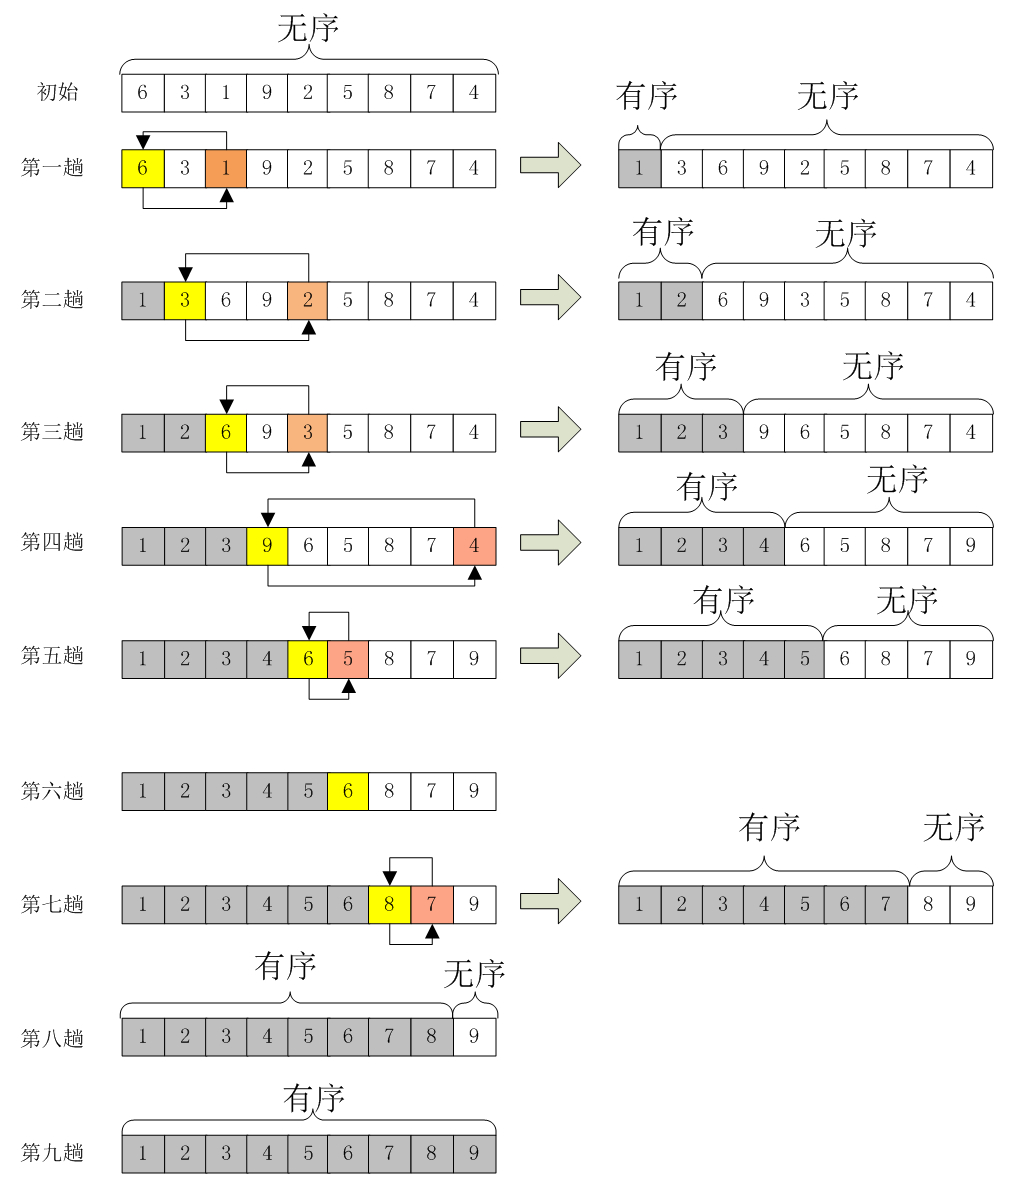 无序
初始 6 3 1 9 2 5 8 7 4
有序 无序
第一趟 6 3 1 9 2 5 8 7 4 1 3 6 9 2 5 8 7 4
有序 无序
第二趟 1 3 6 9 2 5 8 7 4 1 2 6 9 3 5 8 7 4
有序 无序
第三趟 1 2 6 9 3 5 8 7 4 1 2 3 9 6 5 8 7 4
有序 无序
第四趟 1 2 3 9 6 5 8 7 4 1 2 3 4 6 5 8 7 9
有序 无序
第五趟 1 2 3 4 6 5 8 7 9 1 2 3 4 5 6 8 7 9
第六趟 1 2 3 4 5 6 8 7 9
有序 无序
第七趟 1 2 3 4 5 6 8 7 9 1 2 3 4 5 6 7 8 9
有序 无序
第八趟 1 2 3 4 5 6 7 8 9
有序
第九趟 1 2 3 4 5 6 7 8 9